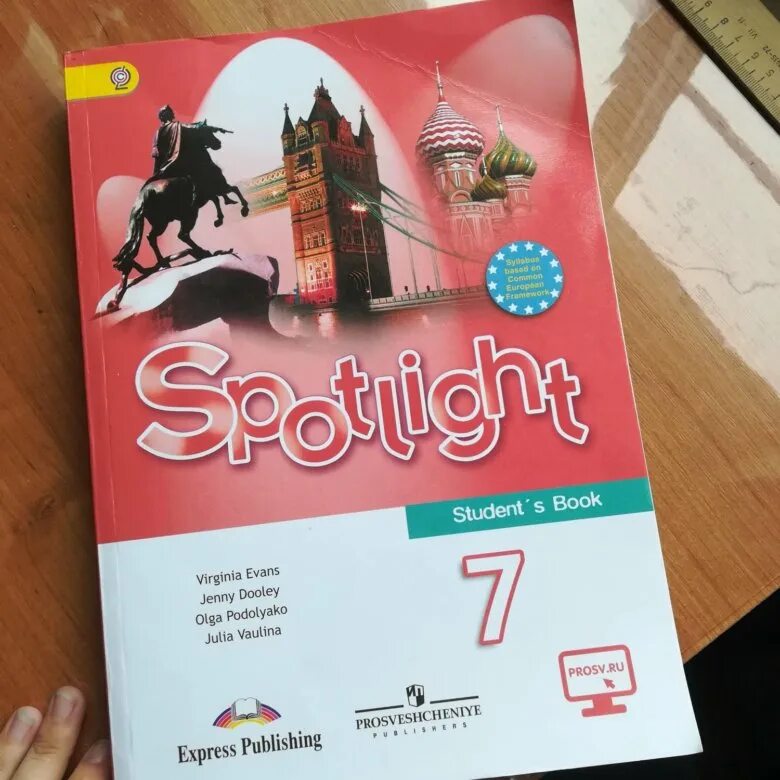 Syllabus
based on
Common
European
Framework
Spotlight
Student´s Book
7
Virginia Evans
Jenny Dooley
Olga Podolyako
Julia Vaulina
PROSV.RU
Express Publishing
PROSVESHCHENIYE
PUBLISHERS